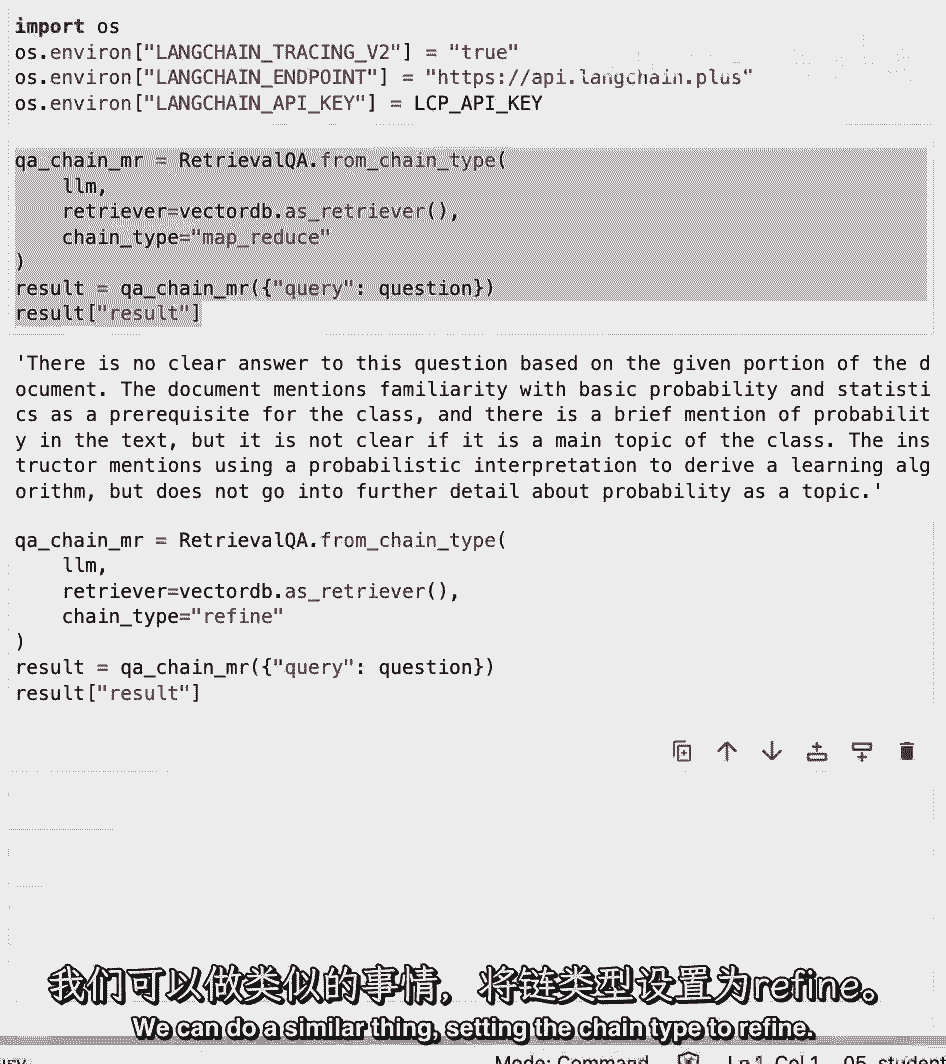 import os
os.environ["LANGCHAIN_TRACING_V2"] = "true"
os.environ["LANGCHAIN_ENDPOINT"] = "https://api.langchain.plus"
os.environ["LANGCHAIN_API_KEY"] = LCP_API_KEY
qa_chain_mr = RetrievalQA.from_chain_type(
    llm,
    retriever=vectordb.as_retriever(),
    chain_type="map_reduce"
)
result = qa_chain_mr({"query": question})
result["result"]
'There is no clear answer to this question based on the given portion of the d
ocument. The document mentions familiarity with basic probability and statisti
cs as a prerequisite for the class, and there is a brief mention of probabilit
y in the text, but it is not clear if it is a main topic of the class. The ins
tructor mentions using a probabilistic interpretation to derive a learning alg
orithm, but does not go into further detail about probability as a topic.'
qa_chain_mr = RetrievalQA.from_chain_type(
    llm,
    retriever=vectordb.as_retriever(),
    chain_type="refine"
)
result = qa_chain_mr({"query": question})
result["result"]
我们可以做类似的事情，将链类型设置为refine。
We can do a similar thing, setting the chain type to refine.
Mode: Command Ln 1, Col 1 05_student